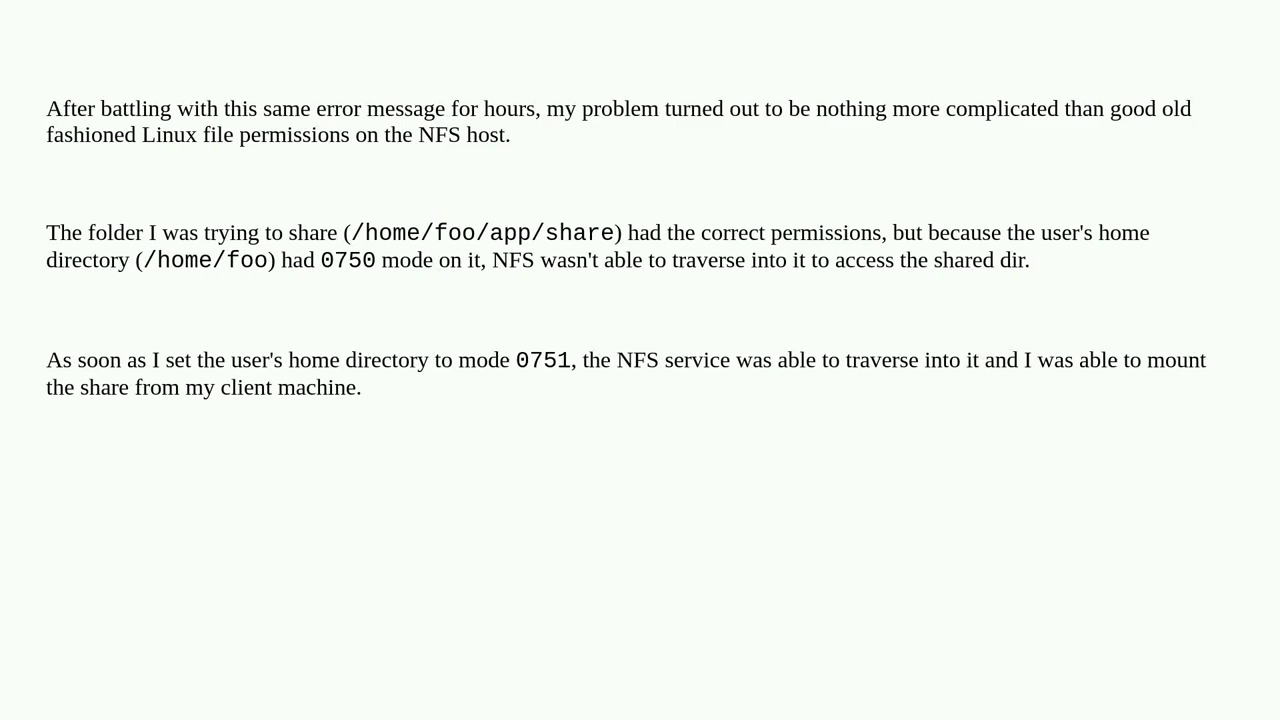 After battling with this same error message for hours, my problem turned out to be nothing more complicated than good old
fashioned Linux file permissions on the NFS host.
The folder I was trying to share (/home/foo/app/share) had the correct permissions, but because the user's home
directory (/home/foo) had 0750 mode on it, NFS wasn't able to traverse into it to access the shared dir.
As soon as I set the user's home directory to mode 0751, the NFS service was able to traverse into it and I was able to mount
the share from my client machine.